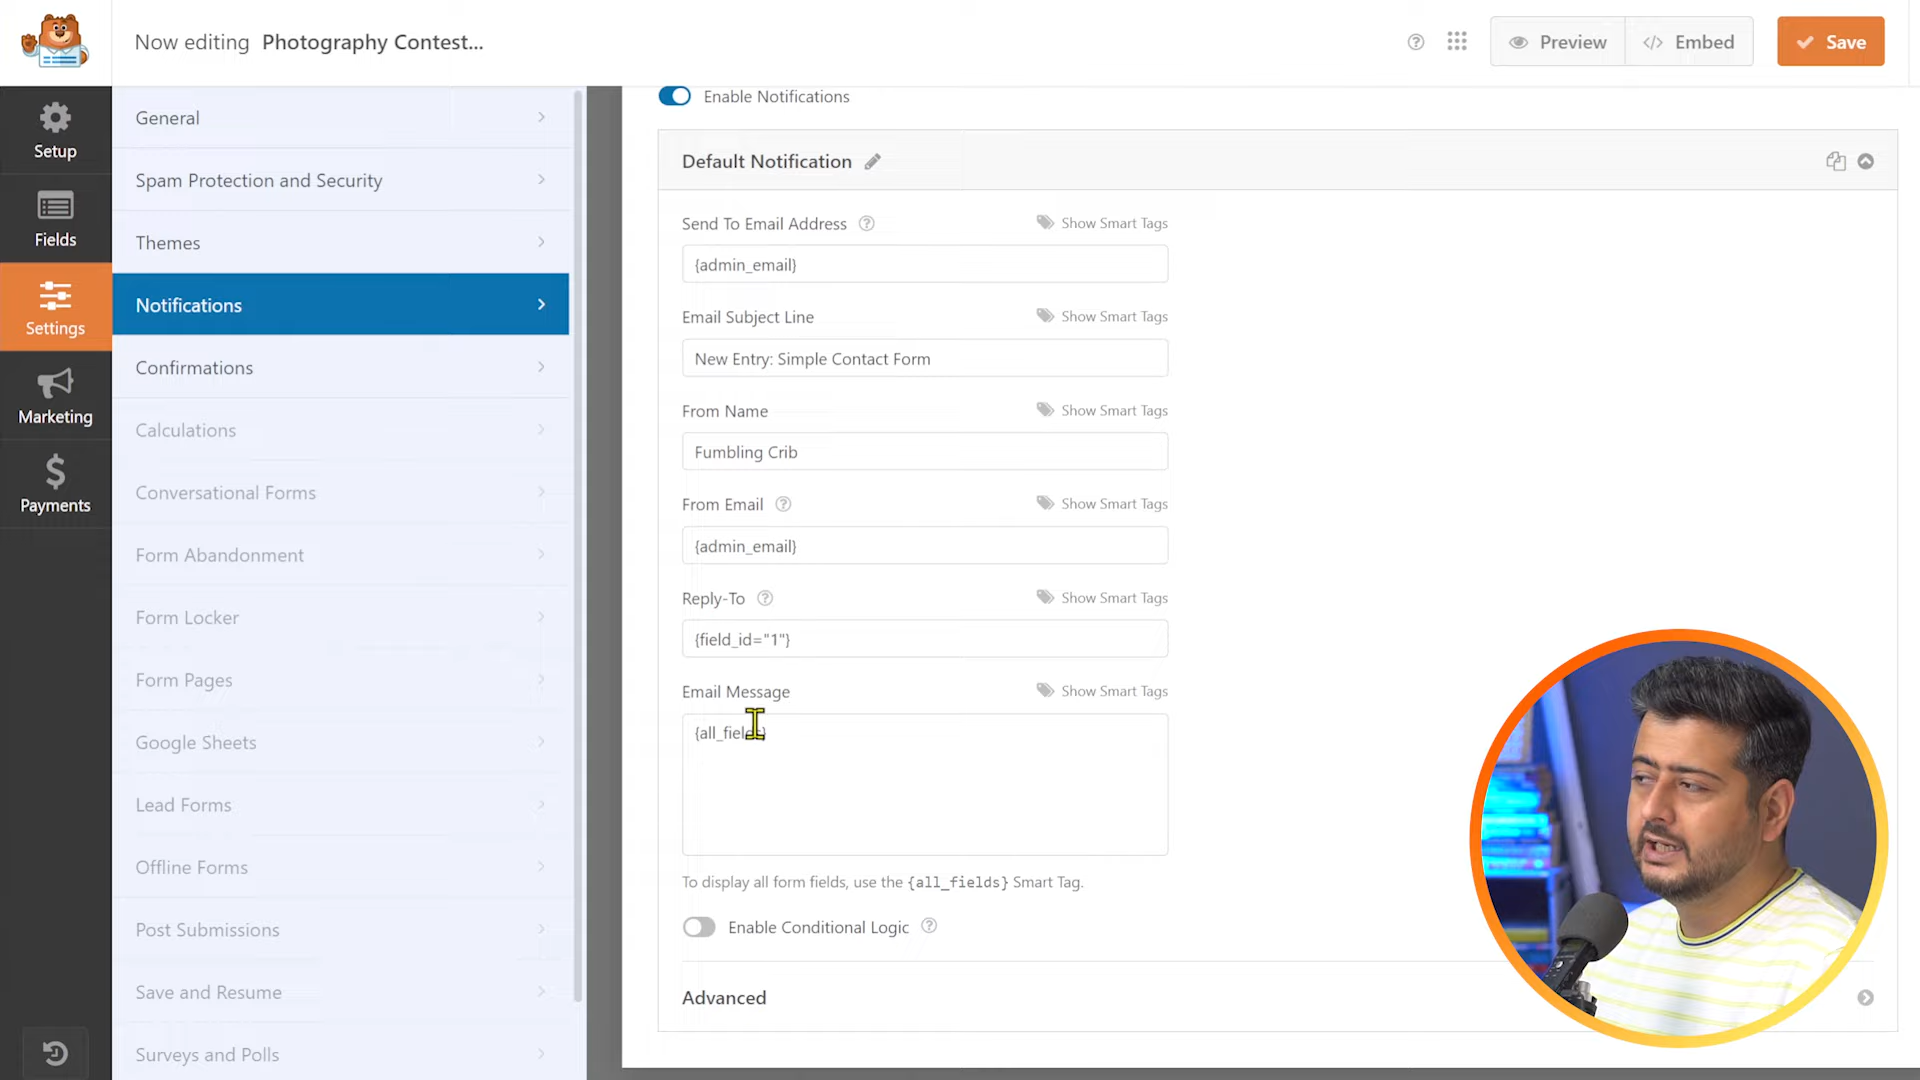 Now editing Photography Contest...
Preview
Embed
Save
Setup
Fields
Settings
Marketing
Payments
General
Spam Protection and Security
Themes
Notifications
Confirmations
Calculations
Conversational Forms
Form Abandonment
Form Locker
Form Pages
Google Sheets
Lead Forms
Offline Forms
Post Submissions
Save and Resume
Surveys and Polls
Enable Notifications
Default Notification
Send To Email Address
Show Smart Tags
{admin_email}
Email Subject Line
Show Smart Tags
New Entry: Simple Contact Form
From Name
Show Smart Tags
Fumbling Crib
From Email
Show Smart Tags
{admin_email}
Reply-To
Show Smart Tags
{field_id="1"}
Email Message
Show Smart Tags
{all_fields}
To display all form fields, use the {all_fields} Smart Tag.
Enable Conditional Logic
Advanced